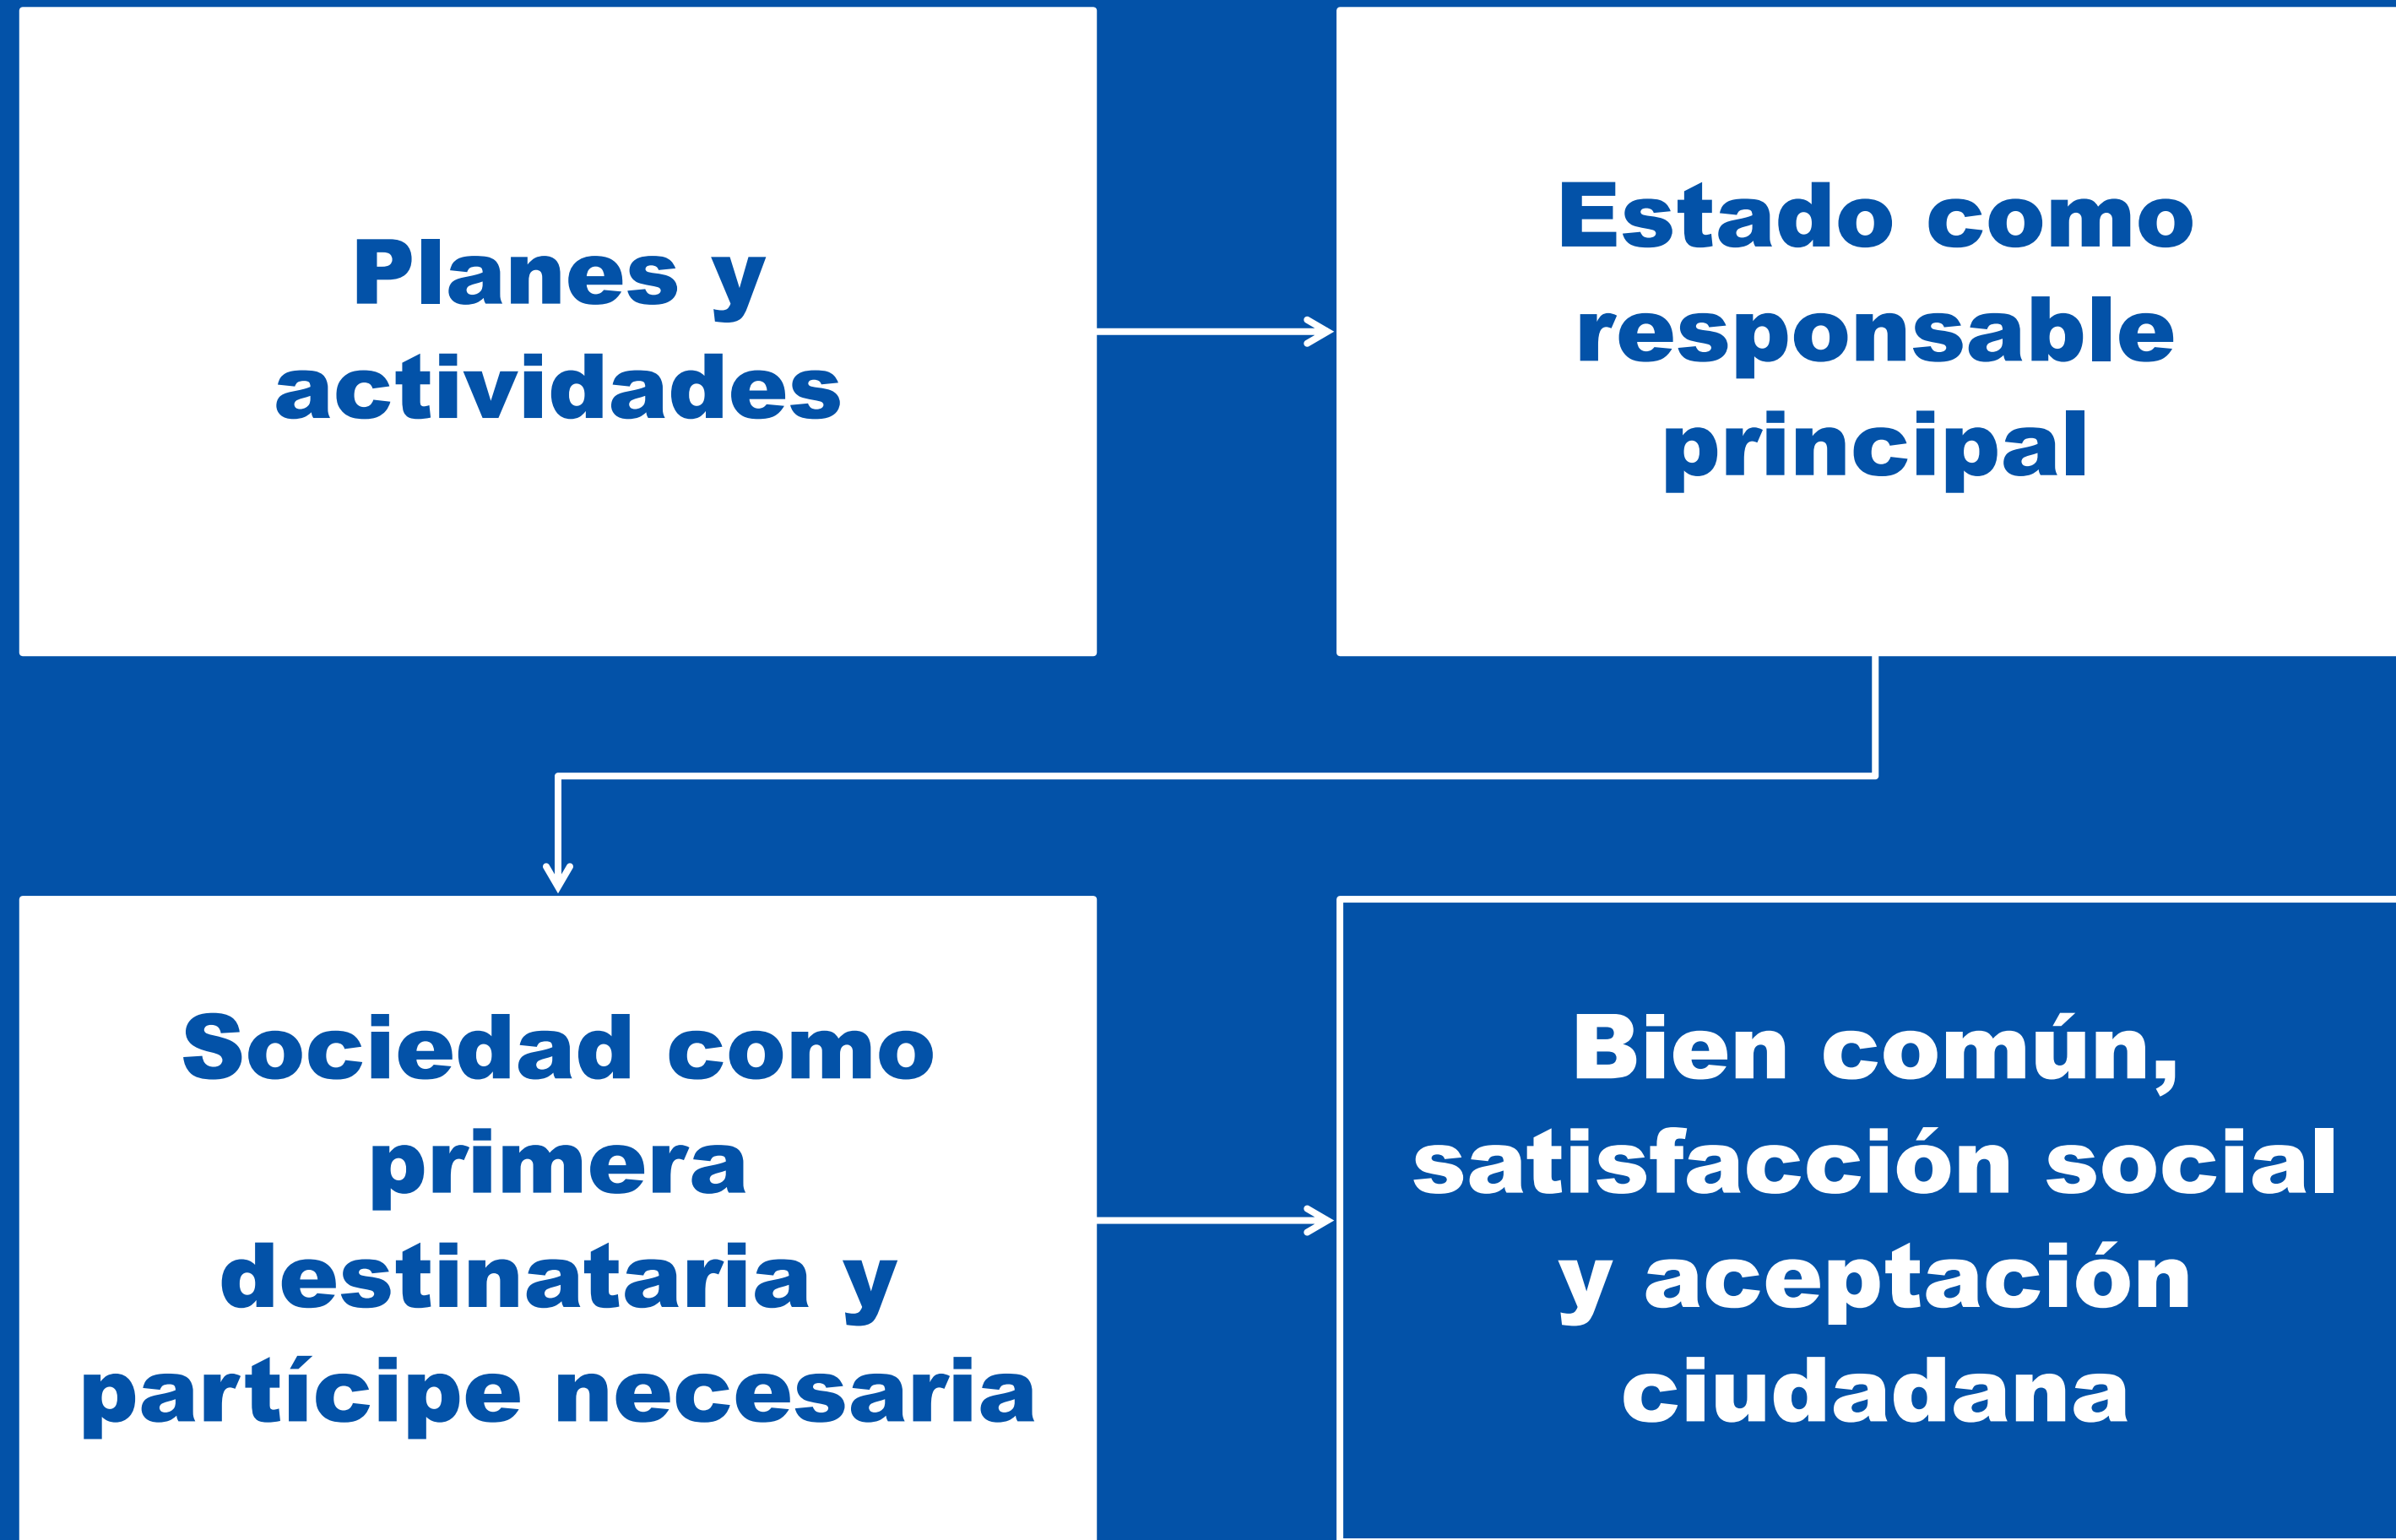 Planes y
actividades
Estado como
responsable
principal
Sociedad como
primera
destinataria y
partícipe necesaria
Bien común,
satisfacción social
y aceptación
ciudadana